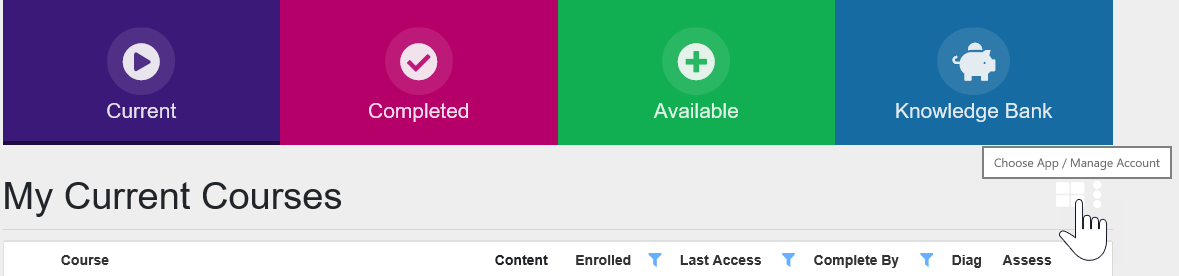 Current Completed Available Knowledge Bank
Choose App / Manage Account
My Current Courses
Course Content Enrolled Last Access Complete By Diag Assess